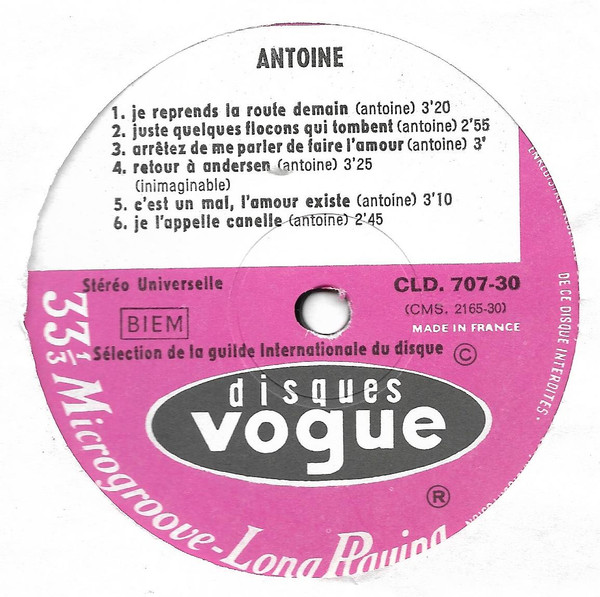 ANTOINE
1. je reprends la route demain (antoine) 3'20
2. juste quelques flocons qui tombent (antoine) 2'55
3. arrêtez de me parler de faire l'amour (antoine) 3'
4. retour à andersen (antoine) 3'25
(inimaginable)
5. c'est un mal, l'amour existe (antoine) 3'10
6. je l'appelle canelle (antoine) 2'45
Stéréo Universelle
CLD. 707-30
BIEM
(CMS. 2165-30)
MADE IN FRANCE
Sélection de la guilde Internationale du disque ©
disques
vogue
®
33 1/3 Microgroove - Long Playing
DE CE DISQUE INTERDITES.